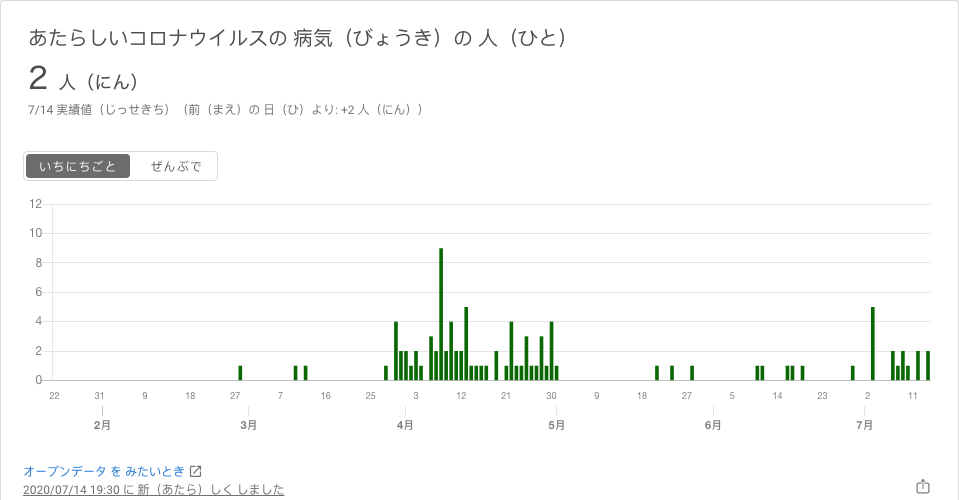 あたらしいコロナウイルスの 病気（びょうき）の 人（ひと）
2 人（にん）
7/14 実績値（じっせきち）（前（まえ）の 日（ひ）より: +2 人（にん））
いちにちごと ぜんぶで
12
10
8
6
4
2
0
22 31 9 18 27 7 16 25 3 12 21 30 9 18 27 5 14 23 2 11
2月 3月 4月 5月 6月 7月
オープンデータ を みたいとき
2020/07/14 19:30 に 新（あたら）しく しました